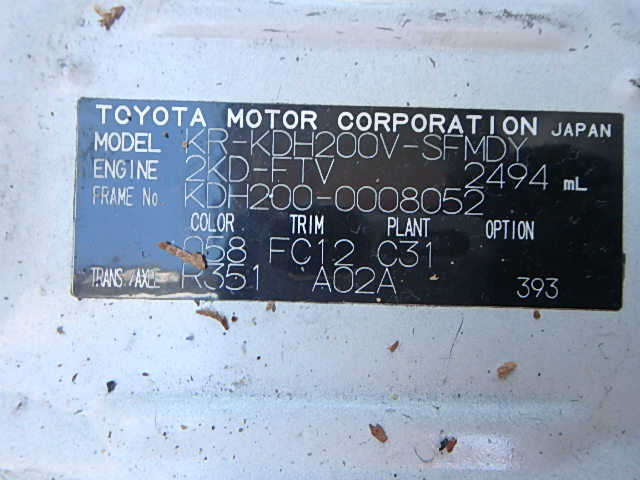 TOYOTA MOTOR CORPORATION JAPAN
MODEL KR-KDH200V-SFMDY
ENGINE 2KD-FTV 2494 mL
FRAME No. KDH200-0008052
COLOR TRIM PLANT OPTION
058 FC12 C31
TRANS./AXLE R351 A02A 393